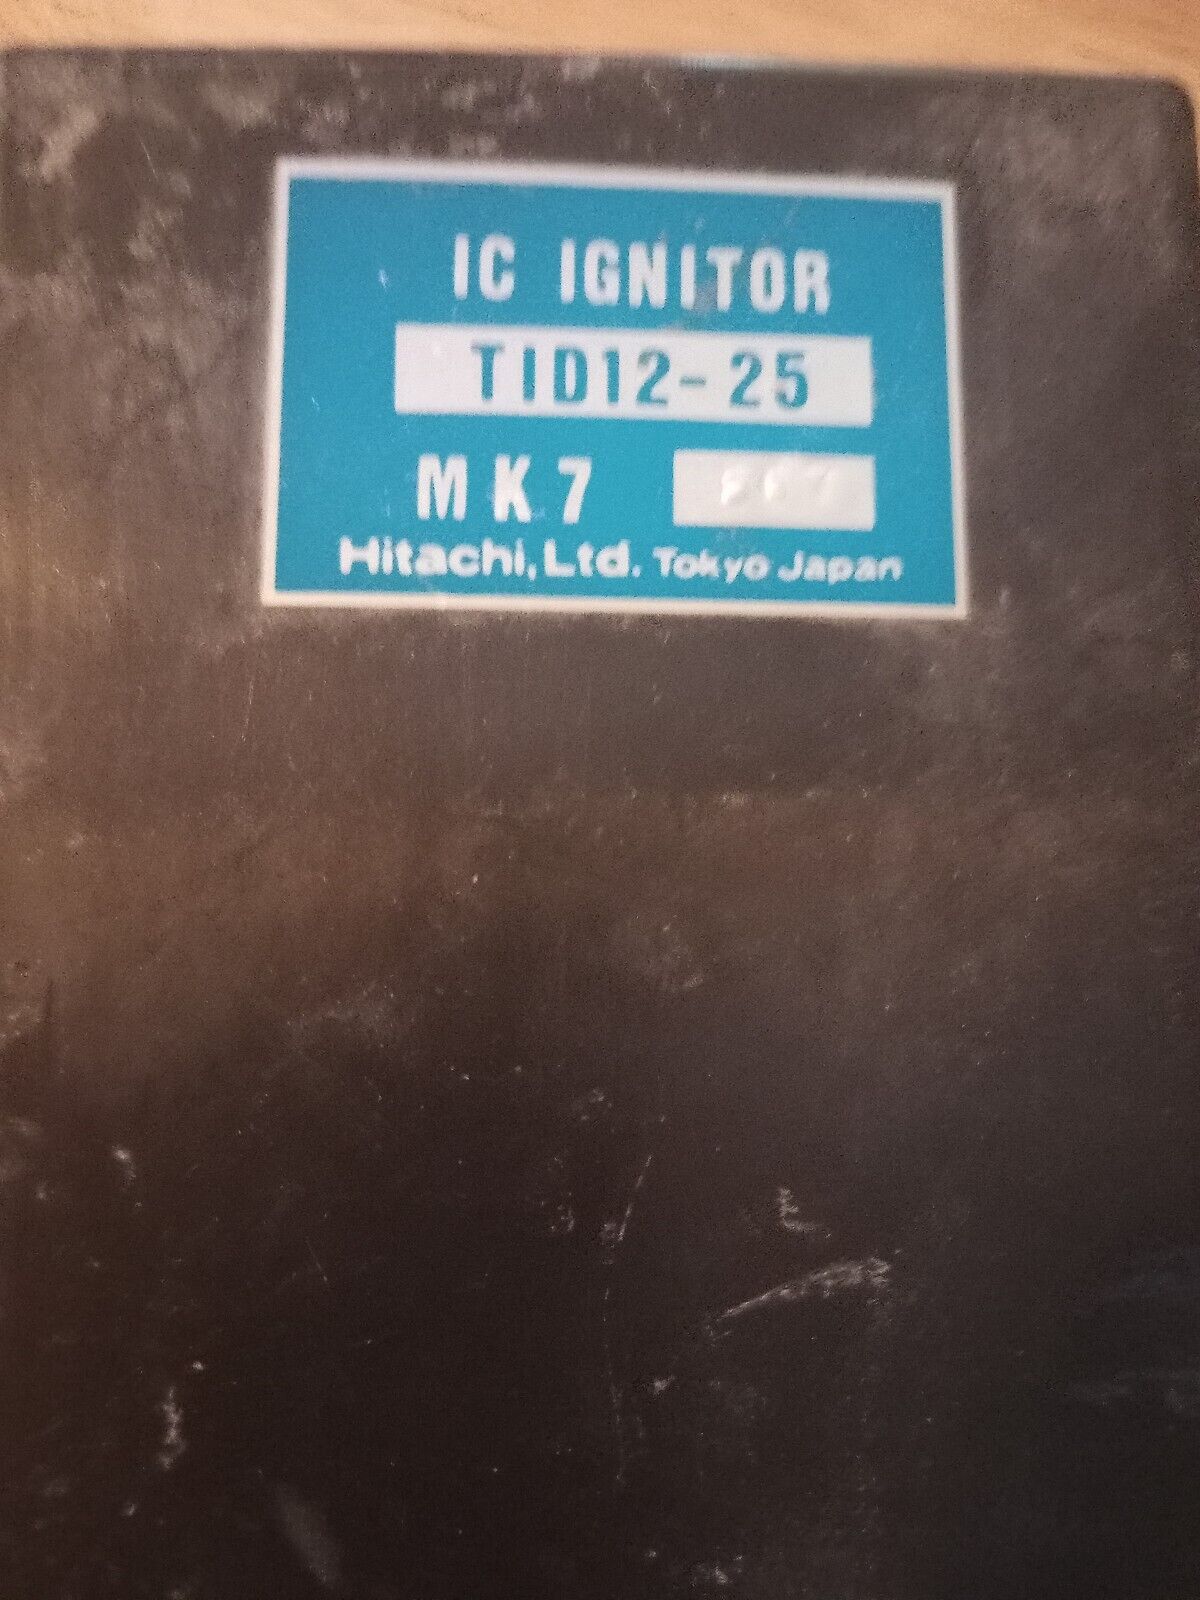 IC IGNITOR
TID12-25
MK7
Hitachi, Ltd. Tokyo Japan